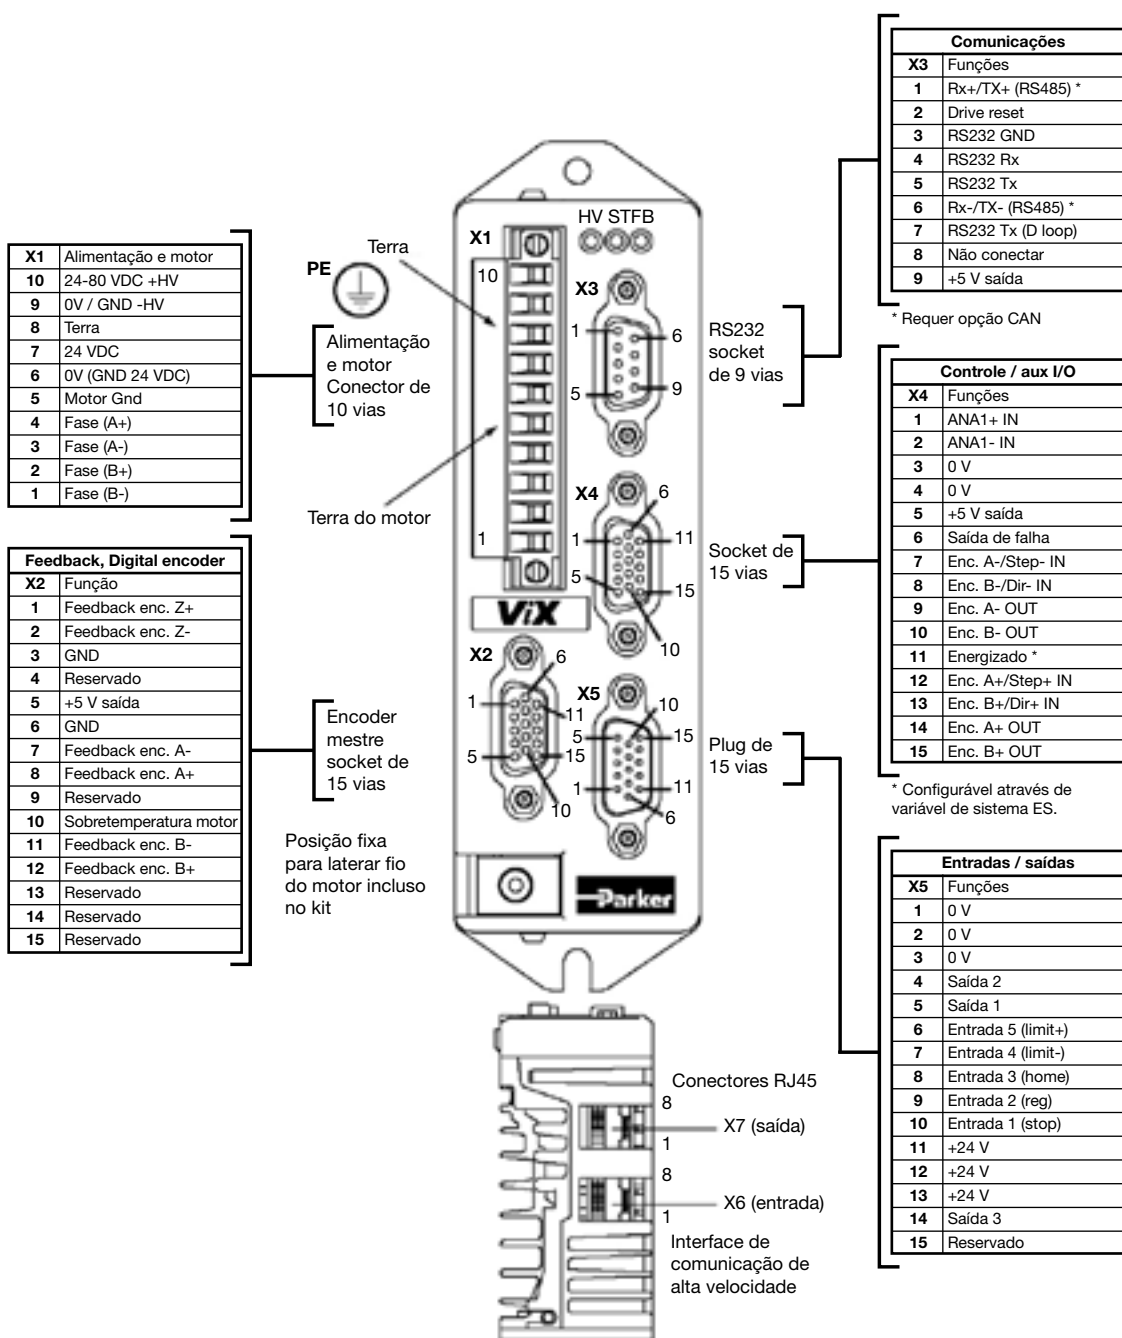 X1 Alimentação e motor
10 24-80 VDC +HV
9 0V / GND -HV
8 Terra
7 24 VDC
6 0V (GND 24 VDC)
5 Motor Gnd
4 Fase (A+)
3 Fase (A-)
2 Fase (B+)
1 Fase (B-)
Feedback, Digital encoder
X2 Função
1 Feedback enc. Z+
2 Feedback enc. Z-
3 GND
4 Reservado
5 +5 V saída
6 GND
7 Feedback enc. A-
8 Feedback enc. A+
9 Reservado
10 Sobretemperatura motor
11 Feedback enc. B-
12 Feedback enc. B+
13 Reservado
14 Reservado
15 Reservado
PE
Terra
Alimentação
e motor
Conector de
10 vias
Terra do motor
Encoder
mestre
socket de
15 vias
Posição fixa
para laterar fio
do motor incluso
no kit
HV STFB
X1
10
1
X3
1
6
5
9
X4
6
1
11
5
15
10
ViX
X2
6
1
11
5
15
10
X5
10
5
15
1
11
6
Parker
RS232
socket
de 9 vias
Socket de
15 vias
Plug de
15 vias
Conectores RJ45
8
X7 (saída)
1
8
X6 (entrada)
1
Interface de
comunicação de
alta velocidade
Comunicações
X3 Funções
1 Rx+/TX+ (RS485) *
2 Drive reset
3 RS232 GND
4 RS232 Rx
5 RS232 Tx
6 Rx-/TX- (RS485) *
7 RS232 Tx (D loop)
8 Não conectar
9 +5 V saída
* Requer opção CAN
Controle / aux I/O
X4 Funções
1 ANA1+ IN
2 ANA1- IN
3 0 V
4 0 V
5 +5 V saída
6 Saída de falha
7 Enc. A-/Step- IN
8 Enc. B-/Dir- IN
9 Enc. A- OUT
10 Enc. B- OUT
11 Energizado *
12 Enc. A+/Step+ IN
13 Enc. B+/Dir+ IN
14 Enc. A+ OUT
15 Enc. B+ OUT
* Configurável através de
variável de sistema ES.
Entradas / saídas
X5 Funções
1 0 V
2 0 V
3 0 V
4 Saída 2
5 Saída 1
6 Entrada 5 (limit+)
7 Entrada 4 (limit-)
8 Entrada 3 (home)
9 Entrada 2 (reg)
10 Entrada 1 (stop)
11 +24 V
12 +24 V
13 +24 V
14 Saída 3
15 Reservado